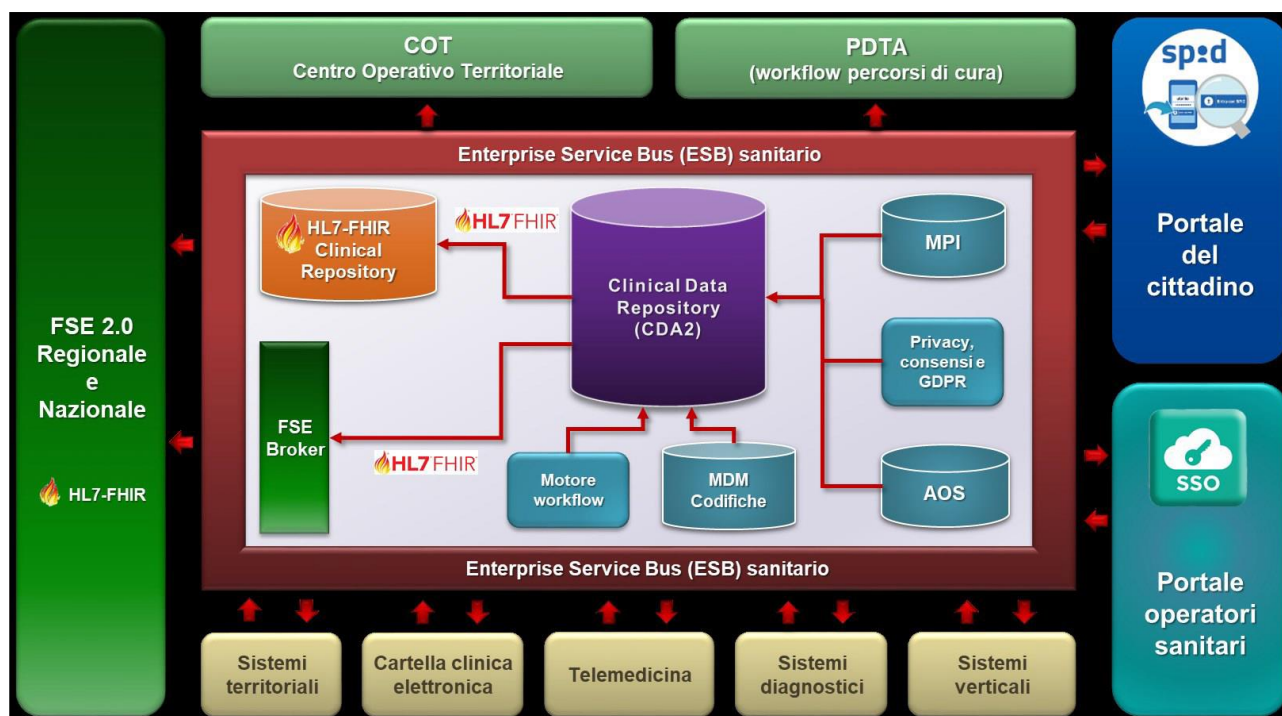 COT
Centro Operativo Territoriale
PDTA
(workflow percorsi di cura)
spid
Portale
del
cittadino
FSE 2.0
Regionale
e
Nazionale
HL7-FHIR
Enterprise Service Bus (ESB) sanitario
HL7-FHIR
Clinical
Repository
HL7 FHIR
Clinical Data
Repository
(CDA2)
MPI
Privacy,
consensi e
GDPR
AOS
FSE
Broker
HL7 FHIR
Motore
workflow
MDM
Codifiche
Enterprise Service Bus (ESB) sanitario
SSO
Portale
operatori
sanitari
Sistemi
territoriali
Cartella clinica
elettronica
Telemedicina
Sistemi
diagnostici
Sistemi
verticali